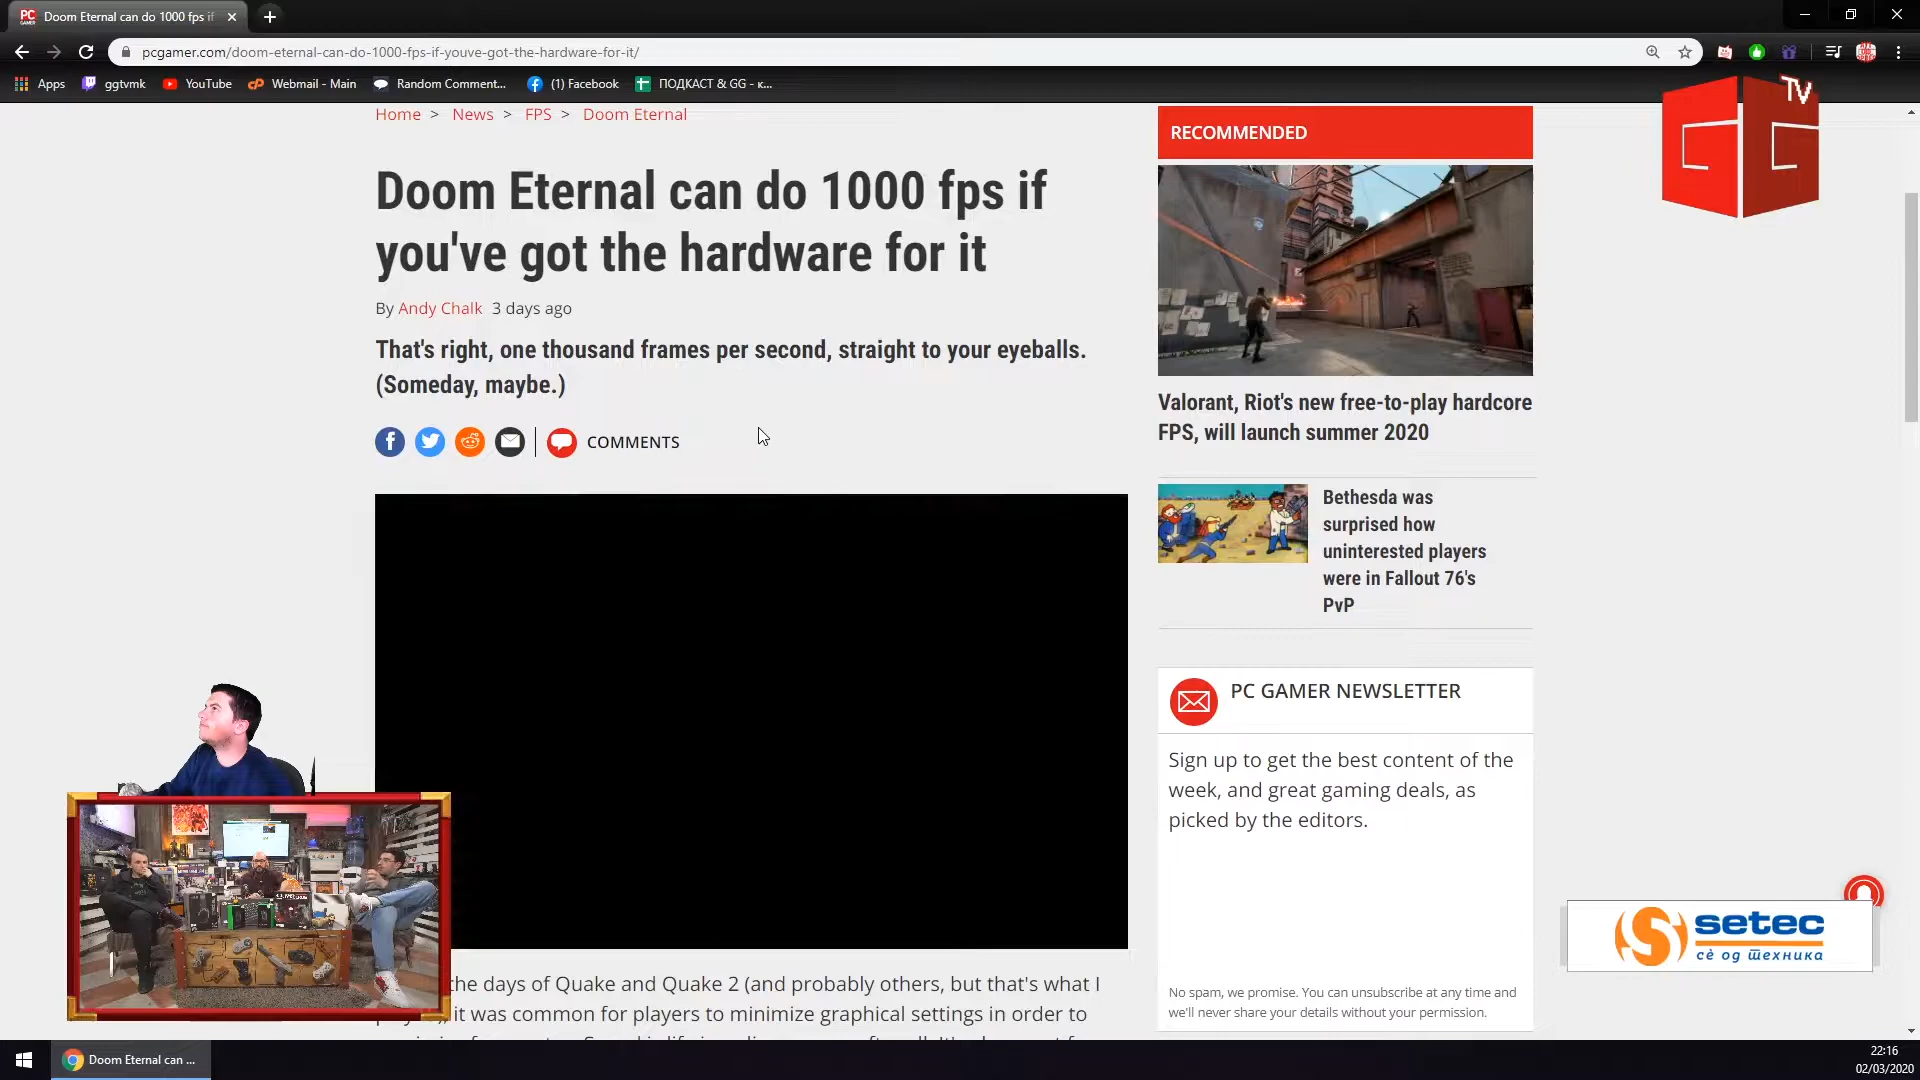 PC GAMER
Doom Eternal can do 1000 fps if
pcgamer.com/doom-eternal-can-do-1000-fps-if-youve-got-the-hardware-for-it/
Apps ggtvmk YouTube Webmail - Main Random Comment... (1) Facebook ПОДКАСТ & GG - к...
TV
GG
Home > News > FPS > Doom Eternal
Doom Eternal can do 1000 fps if
you've got the hardware for it
By Andy Chalk 3 days ago
That's right, one thousand frames per second, straight to your eyeballs.
(Someday, maybe.)
COMMENTS
the days of Quake and Quake 2 (and probably others, but that's what I
it was common for players to minimize graphical settings in order to
RECOMMENDED
Valorant, Riot's new free-to-play hardcore
FPS, will launch summer 2020
Bethesda was
surprised how
uninterested players
were in Fallout 76's
PvP
PC GAMER NEWSLETTER
Sign up to get the best content of the
week, and great gaming deals, as
picked by the editors.
No spam, we promise. You can unsubscribe at any time and
we'll never share your details without your permission.
setec
сѐ од техника
Doom Eternal can ...
22:16
02/03/2020